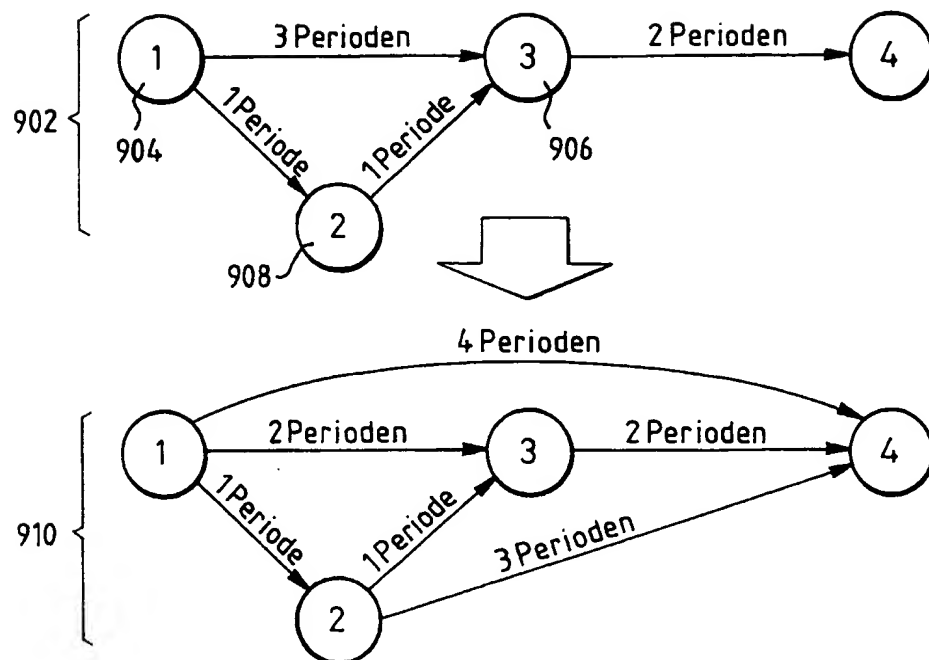 3 Perioden
2 Perioden
1
3
4
902
904
1 Periode
1 Periode
906
2
908
4 Perioden
2 Perioden
2 Perioden
1
3
4
910
1 Periode
1 Periode
3 Perioden
2